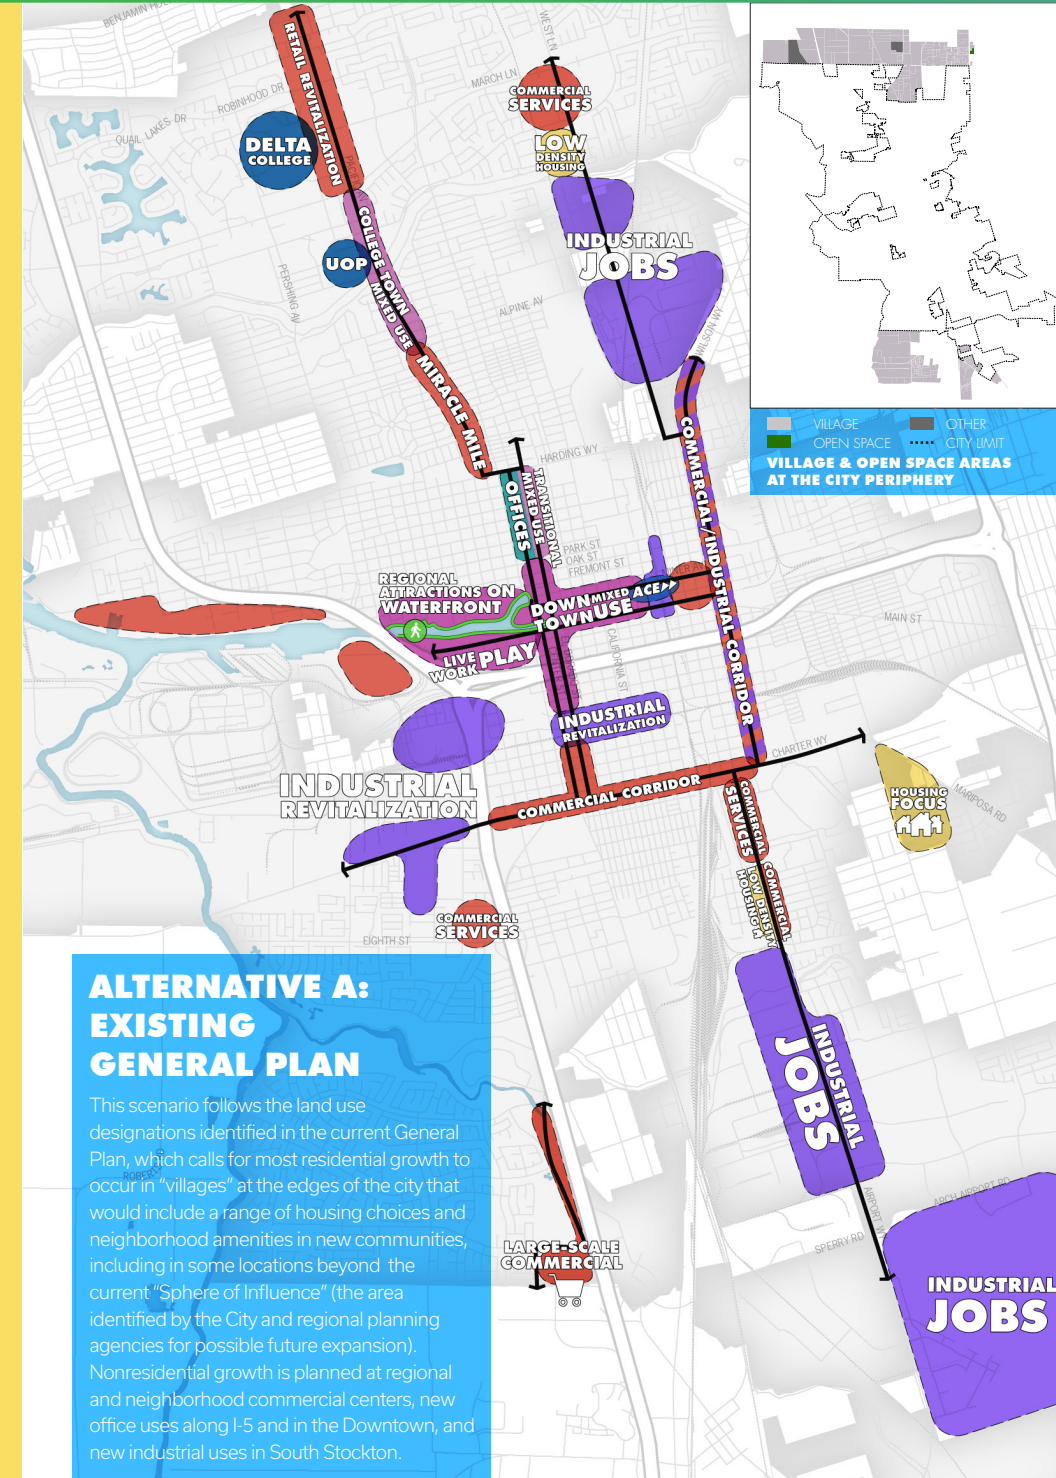 BENJAMIN HOLT
WEST LN
MARCH LN
ROBINHOOD DR
QUAIL LAKES DR
RETAIL REVITALIZATION
DELTA
COLLEGE
COMMERCIAL
SERVICES
LOW
DENSITY
HOUSING
INDUSTRIAL
JOBS
UOP
COLLEGE TOWN
MIXED USE
PERSHING AV
ALPINE AV
WILSON WY
MIRACLE MILE
HARDING WY
OFFICES
TRANSITIONAL
MIXED USE
PARK ST
OAK ST
FREMONT ST
COMMERCIAL/INDUSTRIAL CORRIDOR
REGIONAL
ATTRACTIONS ON
WATERFRONT
DOWN
TOWN
MIXED
USE
ACE
LIVE
WORK
PLAY
CALIFORNIA ST
MAIN ST
INDUSTRIAL
REVITALIZATION
INDUSTRIAL
REVITALIZATION
CHARTER WY
COMMERCIAL CORRIDOR
COMMERCIAL
SERVICES
HOUSING
FOCUS
MARIPOSA RD
COMMERCIAL
LOW DENSITY
HOUSING
COMMERCIAL
SERVICES
EIGHTH ST
INDUSTRIAL
JOBS
AIRPORT W
ARCH AIRPORT RD
SPERRY RD
LARGE-SCALE
COMMERCIAL
INDUSTRIAL
JOBS
VILLAGE
OTHER
OPEN SPACE
CITY LIMIT
VILLAGE & OPEN SPACE AREAS
AT THE CITY PERIPHERY
ALTERNATIVE A:
EXISTING
GENERAL PLAN
This scenario follows the land use
designations identified in the current General
Plan, which calls for most residential growth to
occur in “villages” at the edges of the city that
would include a range of housing choices and
neighborhood amenities in new communities,
including in some locations beyond the
current “Sphere of Influence” (the area
identified by the City and regional planning
agencies for possible future expansion).
Nonresidential growth is planned at regional
and neighborhood commercial centers, new
office uses along I-5 and in the Downtown, and
new industrial uses in South Stockton.